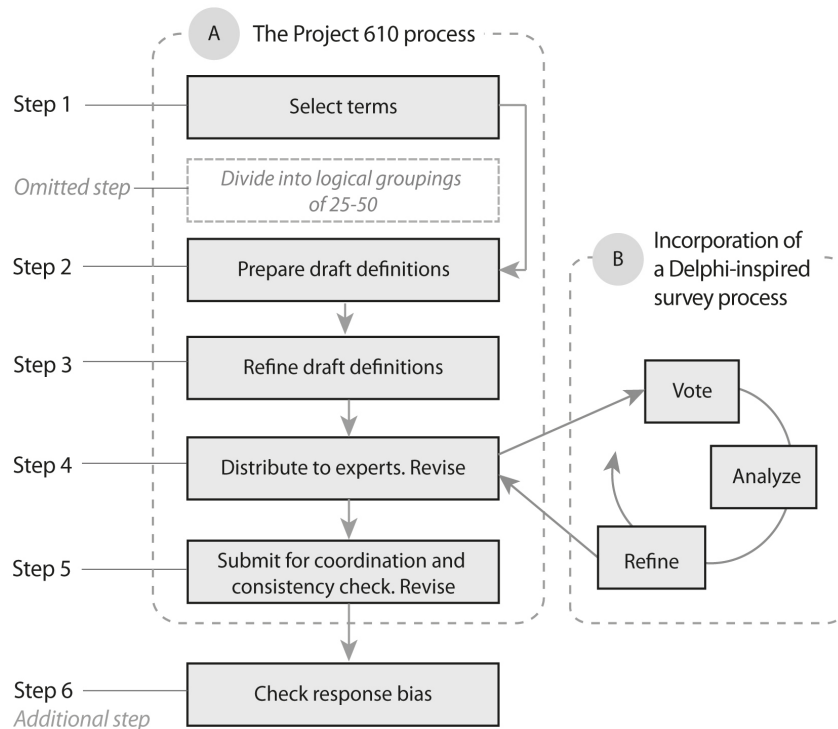 A
The Project 610 process
Step 1
Select terms
Omitted step
Divide into logical groupings
of 25-50
Step 2
Prepare draft definitions
B
Incorporation of
a Delphi-inspired
survey process
Step 3
Refine draft definitions
Vote
Step 4
Distribute to experts. Revise
Analyze
Step 5
Submit for coordination and
consistency check. Revise
Refine
Step 6
Additional step
Check response bias